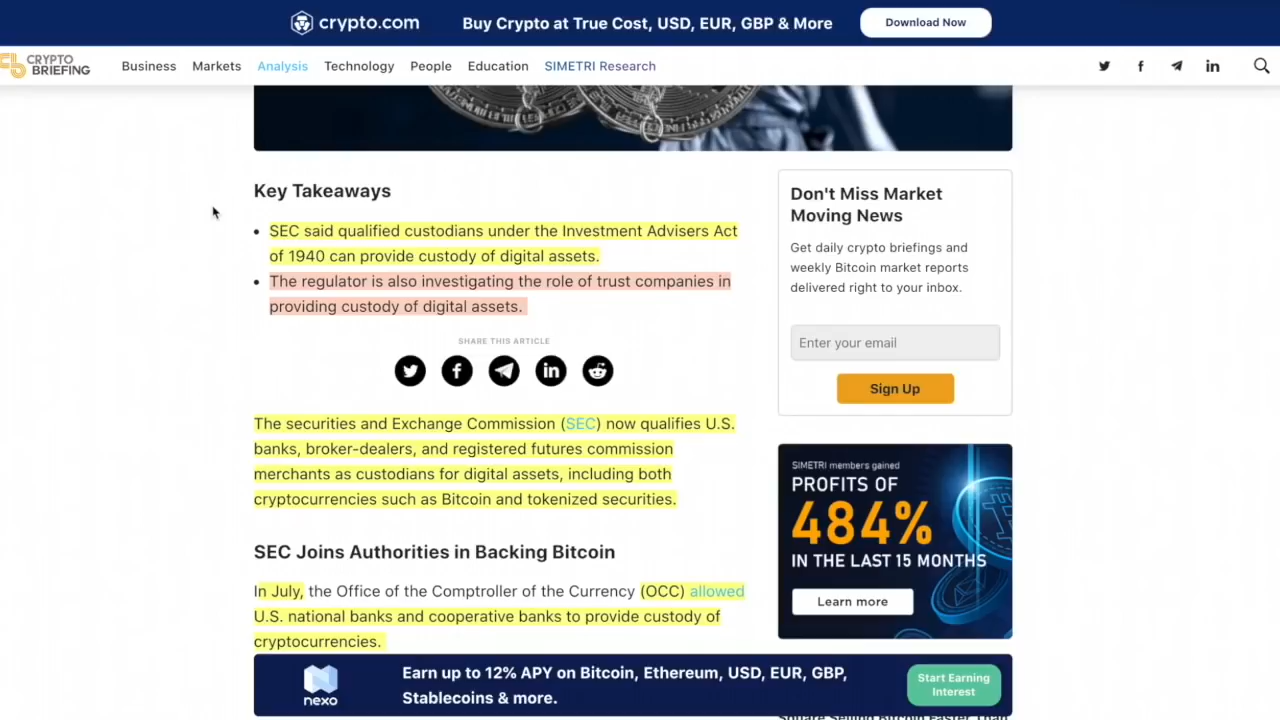 crypto.com
Buy Crypto at True Cost, USD, EUR, GBP & More
Download Now
CRYPTO
BRIEFING
Business
Markets
Analysis
Technology
People
Education
SIMETRI Research
Key Takeaways
• SEC said qualified custodians under the Investment Advisers Act
of 1940 can provide custody of digital assets.
• The regulator is also investigating the role of trust companies in
providing custody of digital assets.
SHARE THIS ARTICLE
The securities and Exchange Commission (SEC) now qualifies U.S.
banks, broker-dealers, and registered futures commission
merchants as custodians for digital assets, including both
cryptocurrencies such as Bitcoin and tokenized securities.
SEC Joins Authorities in Backing Bitcoin
In July, the Office of the Comptroller of the Currency (OCC) allowed
U.S. national banks and cooperative banks to provide custody of
cryptocurrencies.
Don't Miss Market
Moving News
Get daily crypto briefings and
weekly Bitcoin market reports
delivered right to your inbox.
Enter your email
Sign Up
SIMETRI members gained
PROFITS OF
484%
IN THE LAST 15 MONTHS
Learn more
nexo
Earn up to 12% APY on Bitcoin, Ethereum, USD, EUR, GBP,
Stablecoins & more.
Start Earning
Interest
Square Selling Bitcoin Faster Than